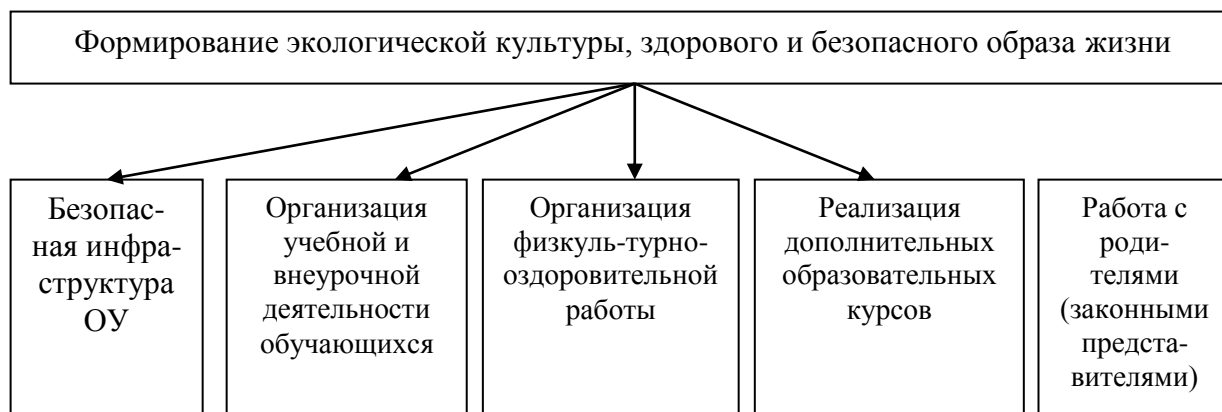 Формирование экологической культуры, здорового и безопасного образа жизни
Безопас-
ная инфра-
структура
ОУ
Организация
учебной и
внеурочной
деятельности
обучающихся
Организация
физкуль-турно-
оздоровительной
работы
Реализация
дополнительных
образовательных
курсов
Работа с
роди-
телями
(законными
предста-
вителями)